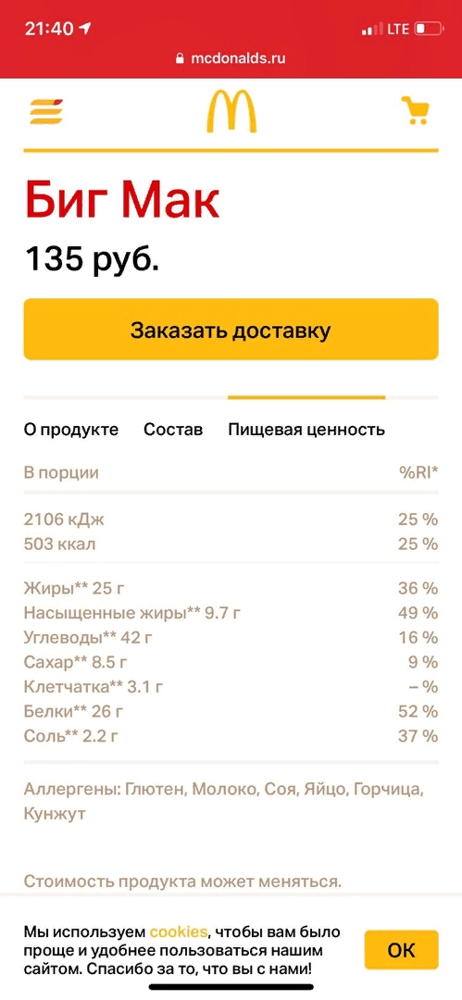 21:40
LTE
mcdonalds.ru
Биг Мак
135 руб.
Заказать доставку
О продукте Состав Пищевая ценность
В порции %RI*
2106 кДж 25 %
503 ккал 25 %
Жиры** 25 г 36 %
Насыщенные жиры** 9.7 г 49 %
Углеводы** 42 г 16 %
Сахар** 8.5 г 9 %
Клетчатка** 3.1 г – %
Белки** 26 г 52 %
Соль** 2.2 г 37 %
Аллергены: Глютен, Молоко, Соя, Яйцо, Горчица,
Кунжут
Стоимость продукта может меняться.
Мы используем cookies, чтобы вам было
проще и удобнее пользоваться нашим
сайтом. Спасибо за то, что вы с нами!
ОК